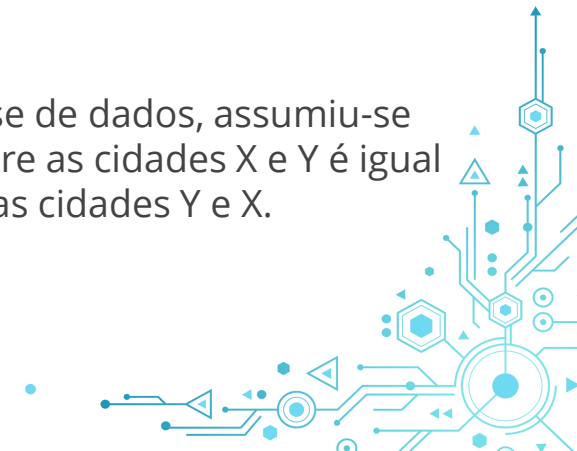 se de dados, assumiu-se
re as cidades X e Y é igual
as cidades Y e X.